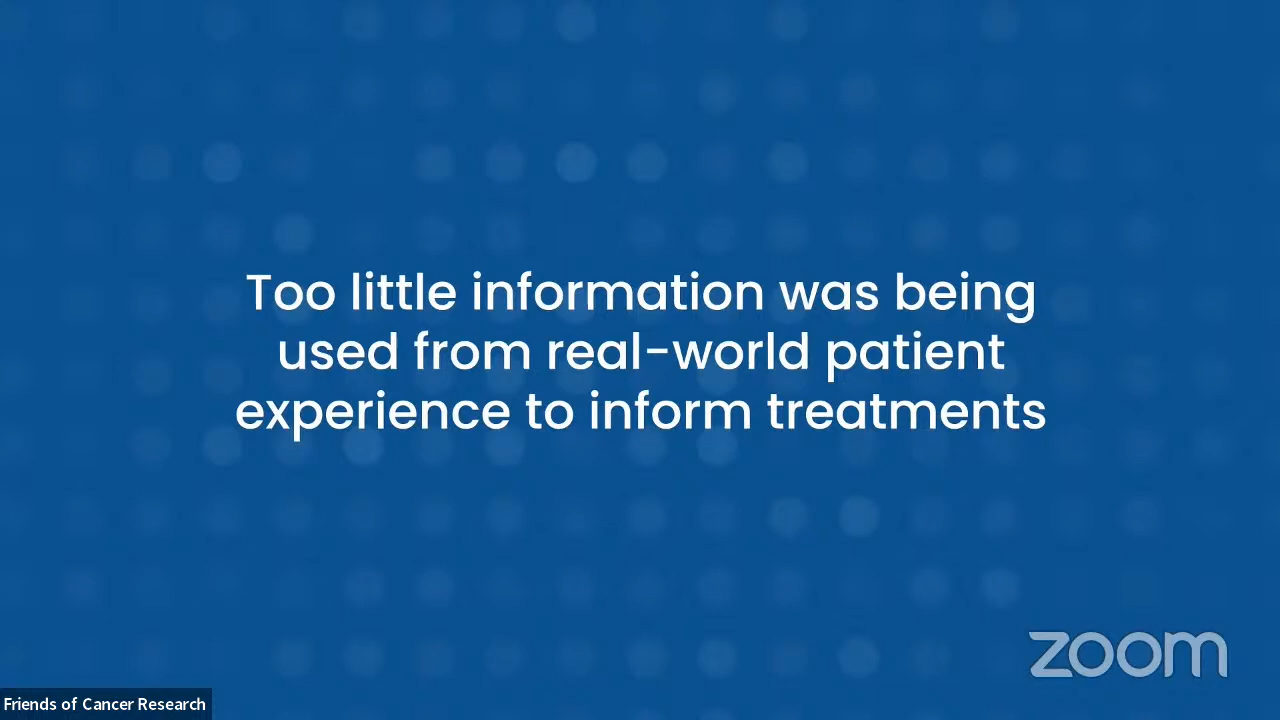 Too little information was being
used from real-world patient
experience to inform treatments
zoom
Friends of Cancer Research